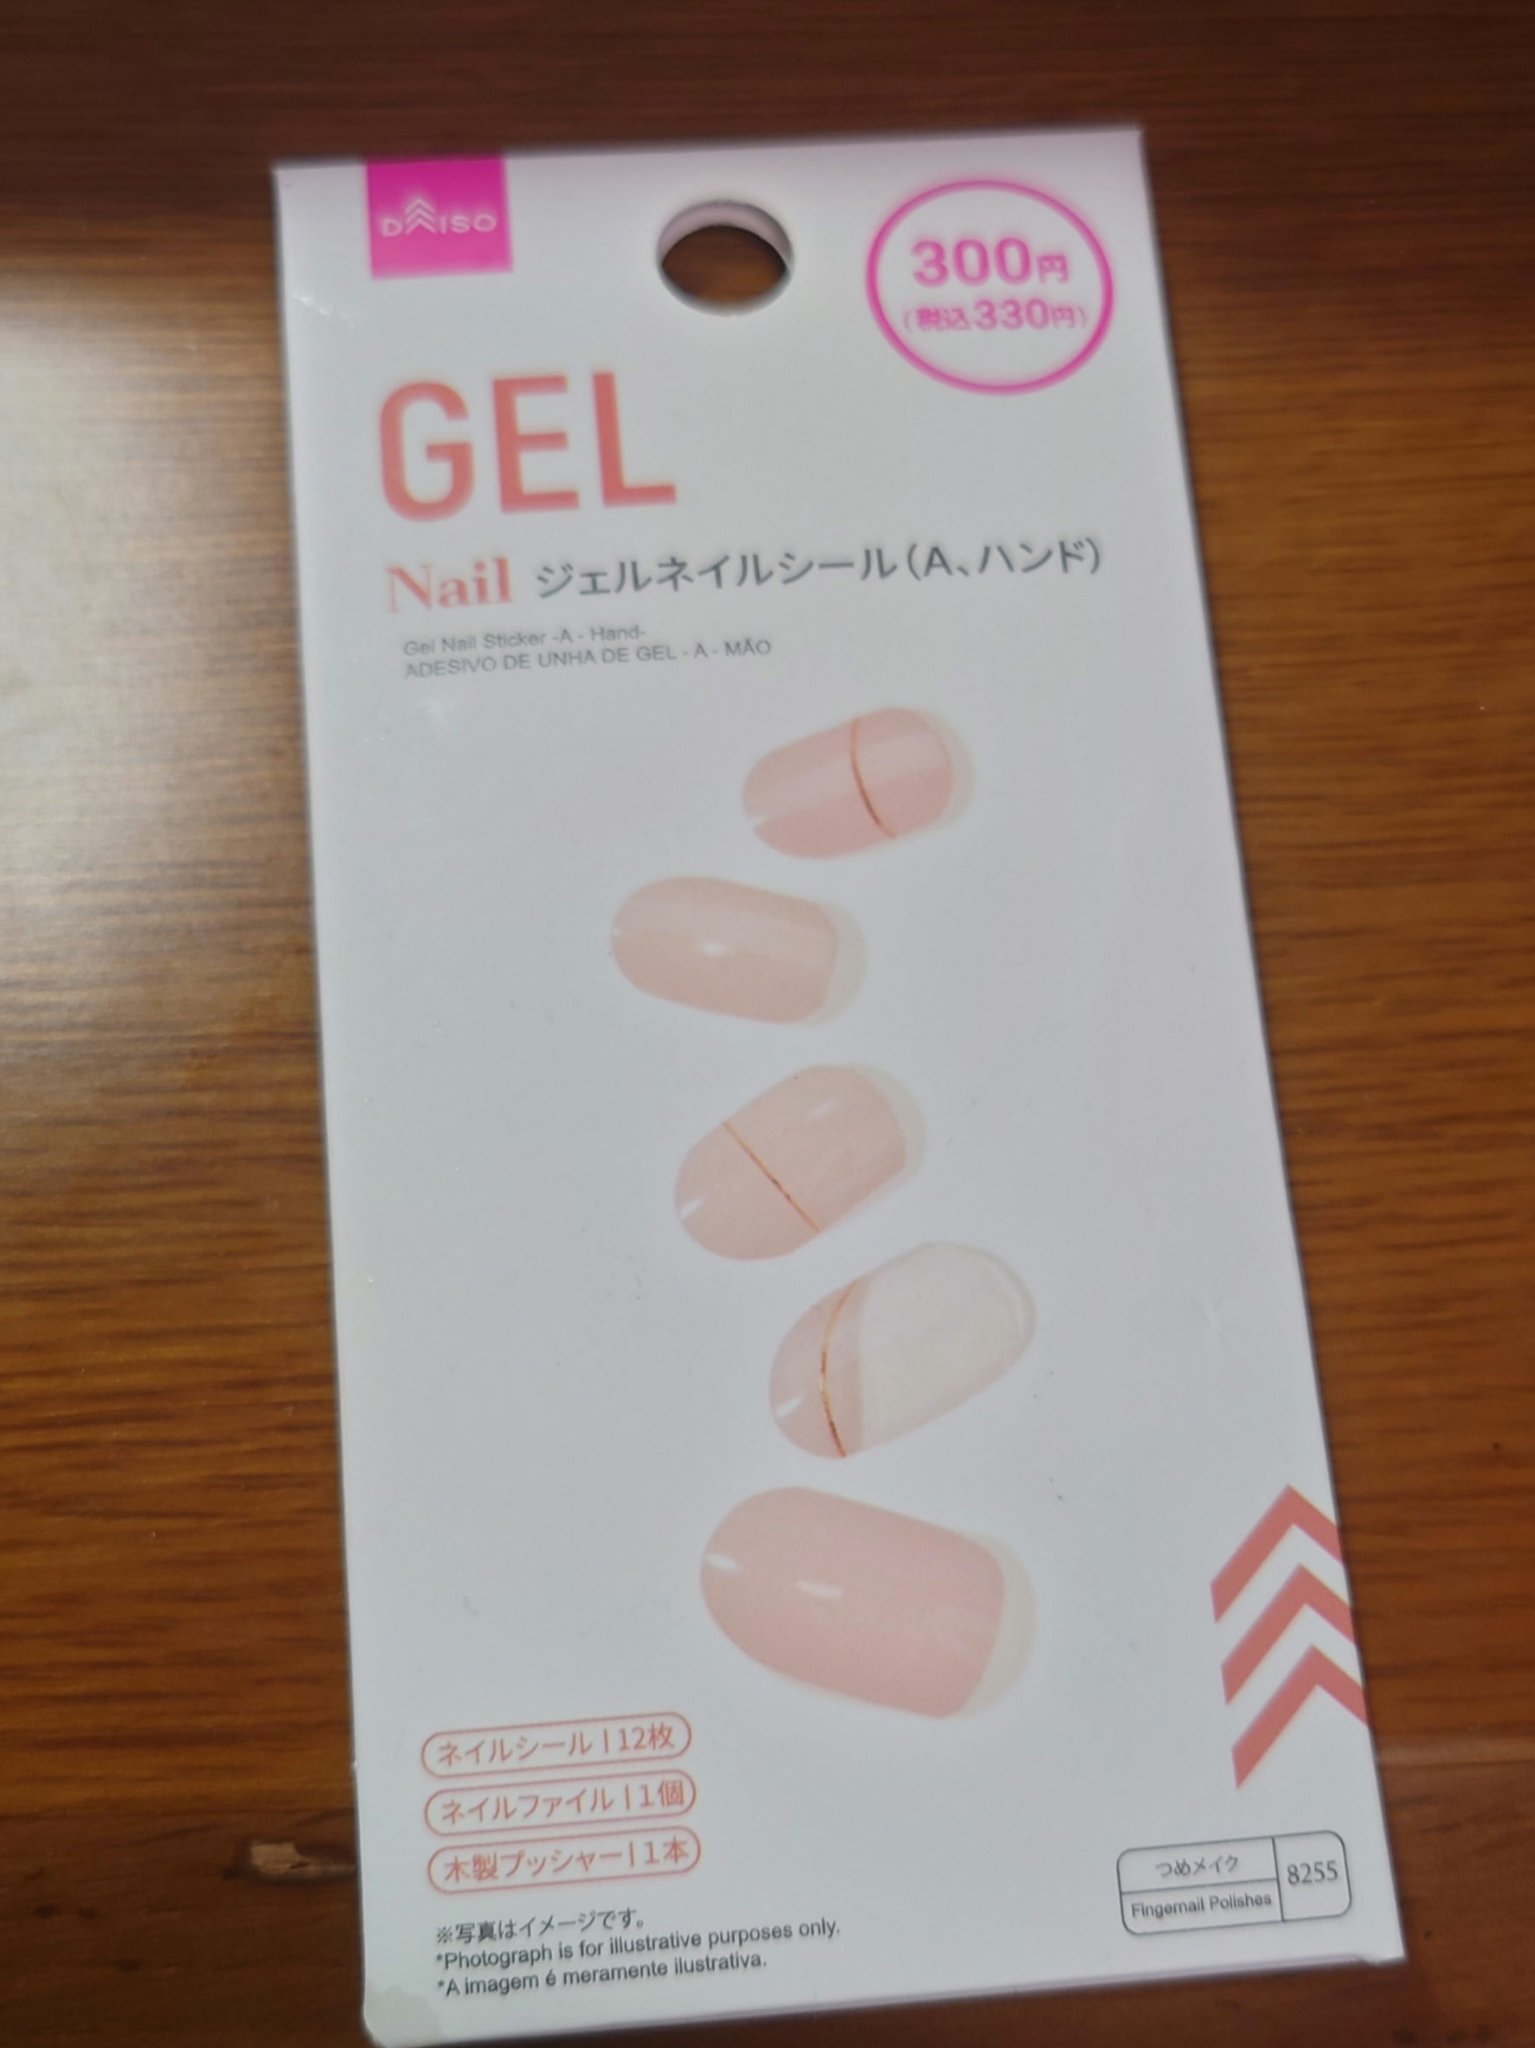 DAISO
300円
(税込330円)
GEL
Nail ジェルネイルシール(A、ハンド)
Gel Nail Sticker -A - Hand-
ADESIVO DE UNHA DE GEL - A - MÃO
ネイルシール | 12枚
ネイルファイル | 1個
木製プッシャー | 1本
※写真はイメージです。
*Photograph is for illustrative purposes only.
*A imagem é meramente ilustrativa.
つめメイク
Fingernail Polishes
8255